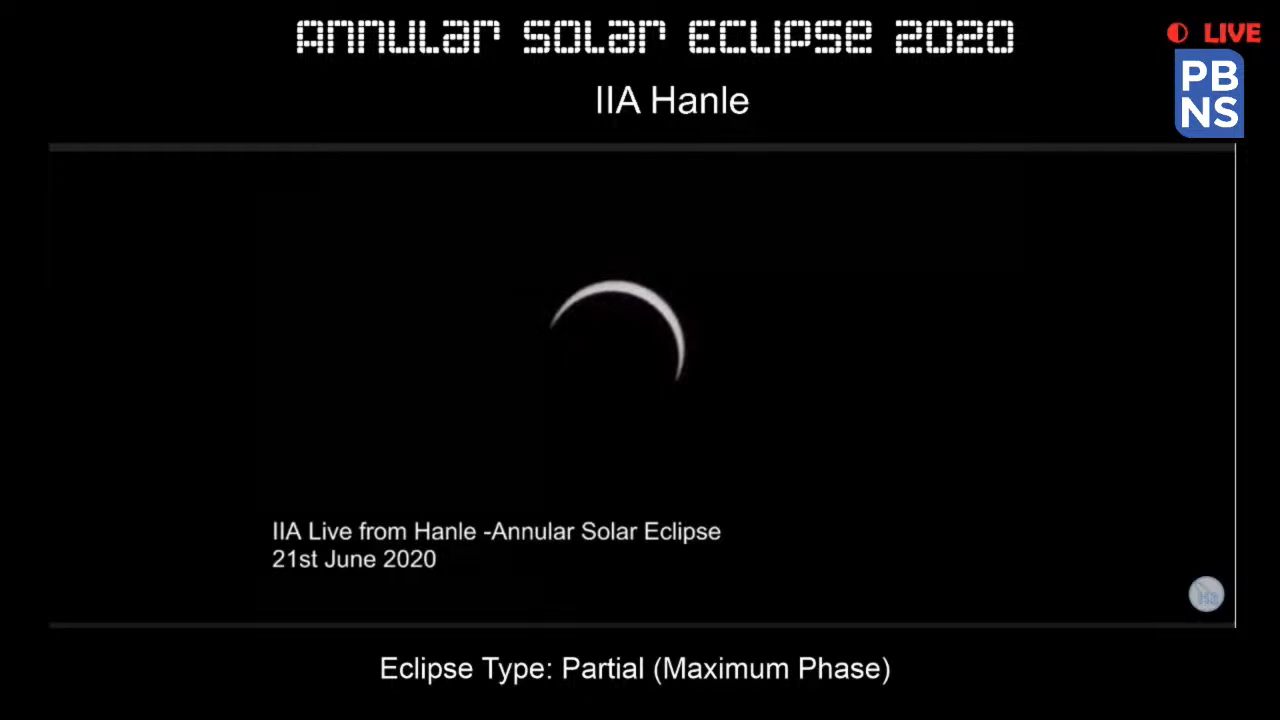 ANNULAR SOLAR ECLIPSE 2020
LIVE
PB
NS
IIA Hanle
IIA Live from Hanle -Annular Solar Eclipse
21st June 2020
Eclipse Type: Partial (Maximum Phase)